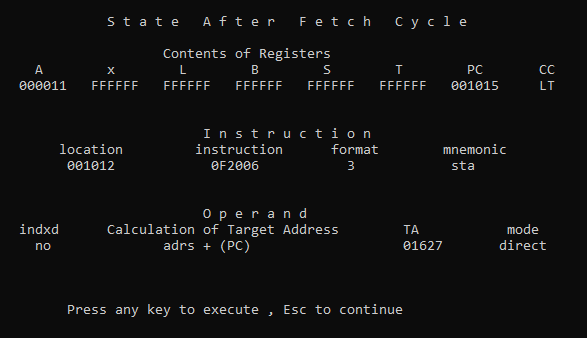 S t a t e   A f t e r   F e t c h   C y c l e
Contents of Registers
A x L B S T PC CC
000011 FFFFFF FFFFFF FFFFFF FFFFFF FFFFFF 001015 LT
I n s t r u c t i o n
location instruction format mnemonic
001012 0F2006 3 sta
O p e r a n d
indxd Calculation of Target Address TA mode
no adrs + (PC) 01627 direct
Press any key to execute , Esc to continue